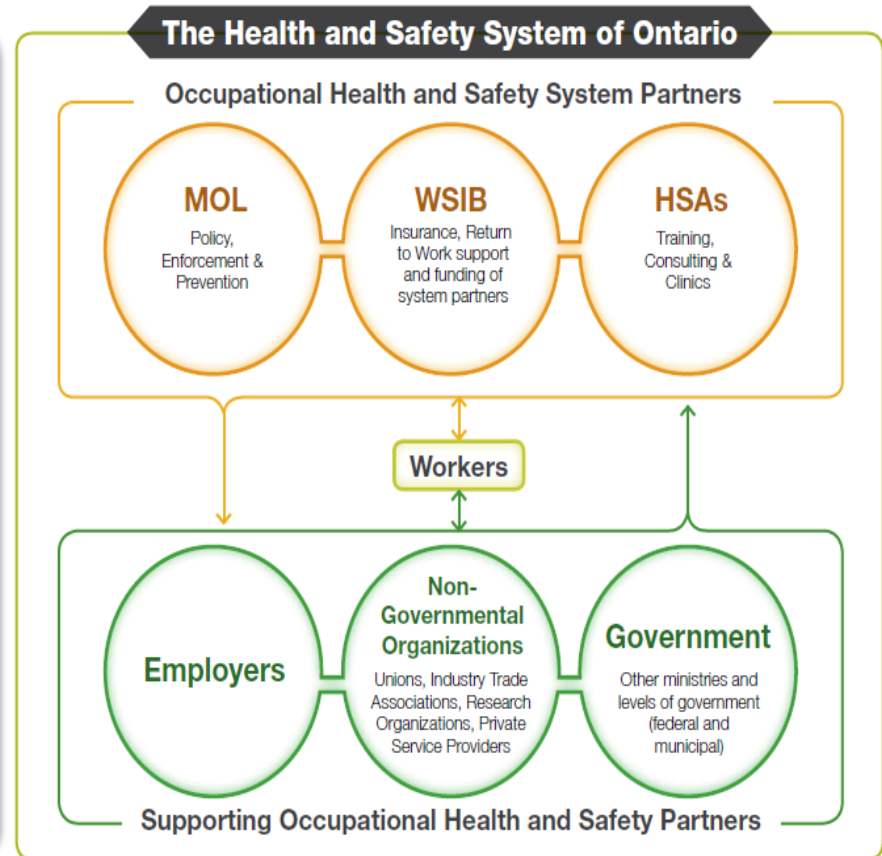 The Health and Safety System of Ontario
Occupational Health and Safety System Partners
MOL
Policy,
Enforcement &
Prevention
WSIB
Insurance, Return
to Work support
and funding of
system partners
HSAs
Training,
Consulting &
Clinics
Workers
Employers
Non-
Governmental
Organizations
Unions, Industry Trade
Associations, Research
Organizations, Private
Service Providers
Government
Other ministries and
levels of government
(federal and
municipal)
Supporting Occupational Health and Safety Partners